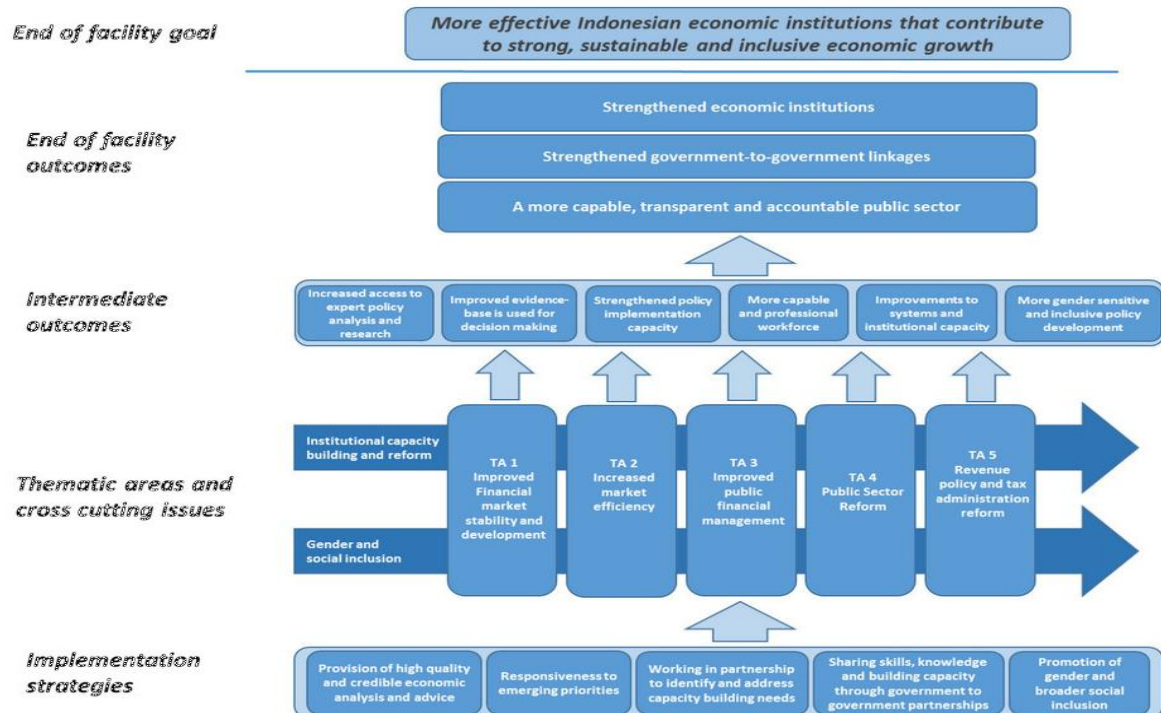 End of facility goal
More effective Indonesian economic institutions that contribute
to strong, sustainable and inclusive economic growth
End of facility
outcomes
Strengthened economic institutions
Strengthened government-to-government linkages
A more capable, transparent and accountable public sector
Intermediate
outcomes
Increased access to
expert policy
analysis and
research
Improved evidence-
base is used for
decision making
Strengthened policy
implementation
capacity
More capable
and professional
workforce
Improvements to
systems and
institutional capacity
More gender sensitive
and inclusive policy
development
Thematic areas and
cross cutting issues
Institutional capacity
building and reform
Gender and
social inclusion
TA 1
Improved
Financial
market
stability and
development
TA 2
Increased
market
efficiency
TA 3
Improved
public
financial
management
TA 4
Public Sector
Reform
TA 5
Revenue
policy and tax
administration
reform
Implementation
strategies
Provision of high quality
and credible economic
analysis and advice
Responsiveness to
emerging priorities
Working in partnership
to identify and address
capacity building needs
Sharing skills, knowledge
and building capacity
through government to
government partnerships
Promotion of
gender and
broader social
inclusion